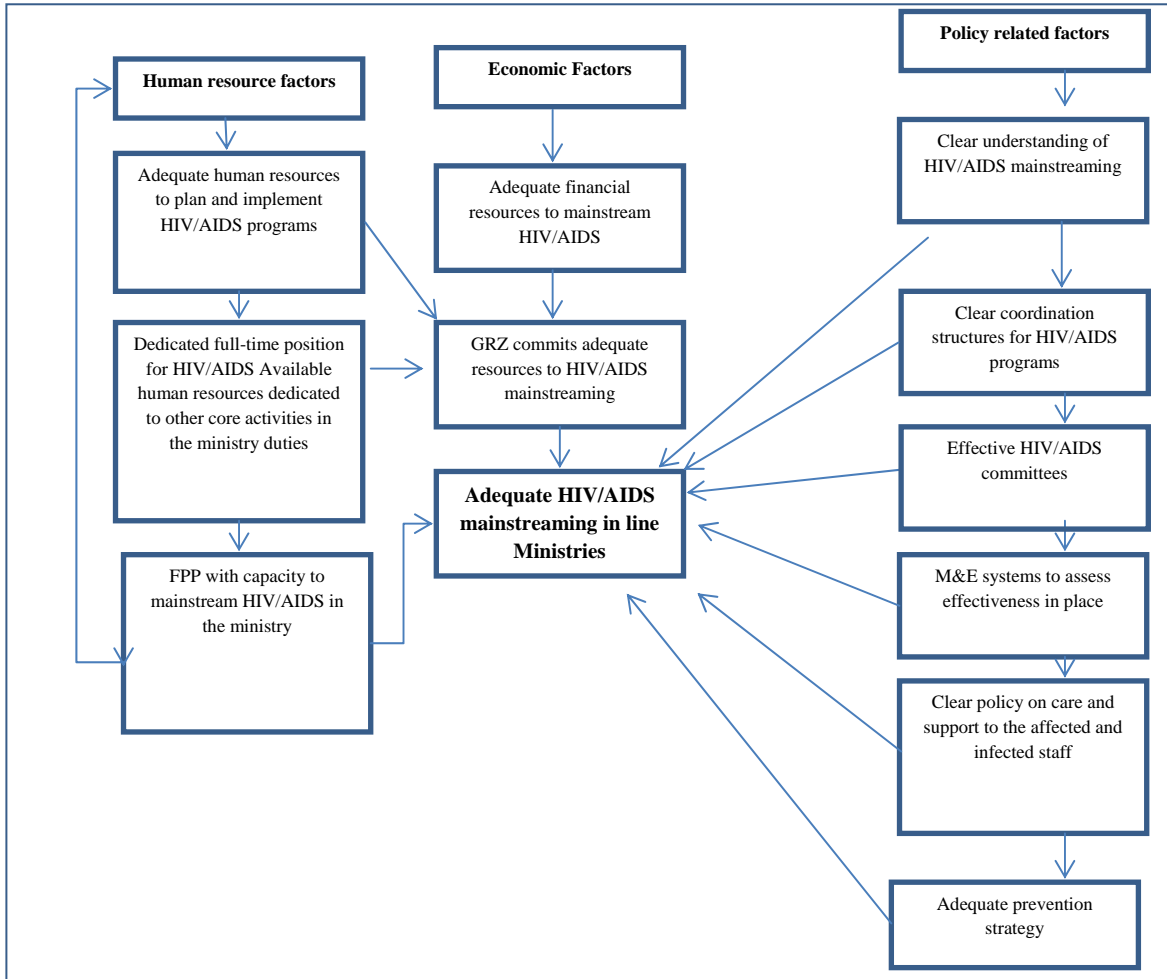 Human resource factors
Adequate human resources
to plan and implement
HIV/AIDS programs
Dedicated full-time position
for HIV/AIDS Available
human resources dedicated
to other core activities in
the ministry duties
FPP with capacity to
mainstream HIV/AIDS in
the ministry
Economic Factors
Adequate financial
resources to mainstream
HIV/AIDS
GRZ commits adequate
resources to HIV/AIDS
mainstreaming
Adequate HIV/AIDS
mainstreaming in line
Ministries
Policy related factors
Clear understanding of
HIV/AIDS mainstreaming
Clear coordination
structures for HIV/AIDS
programs
Effective HIV/AIDS
committees
M&E systems to assess
effectiveness in place
Clear policy on care and
support to the affected and
infected staff
Adequate prevention
strategy